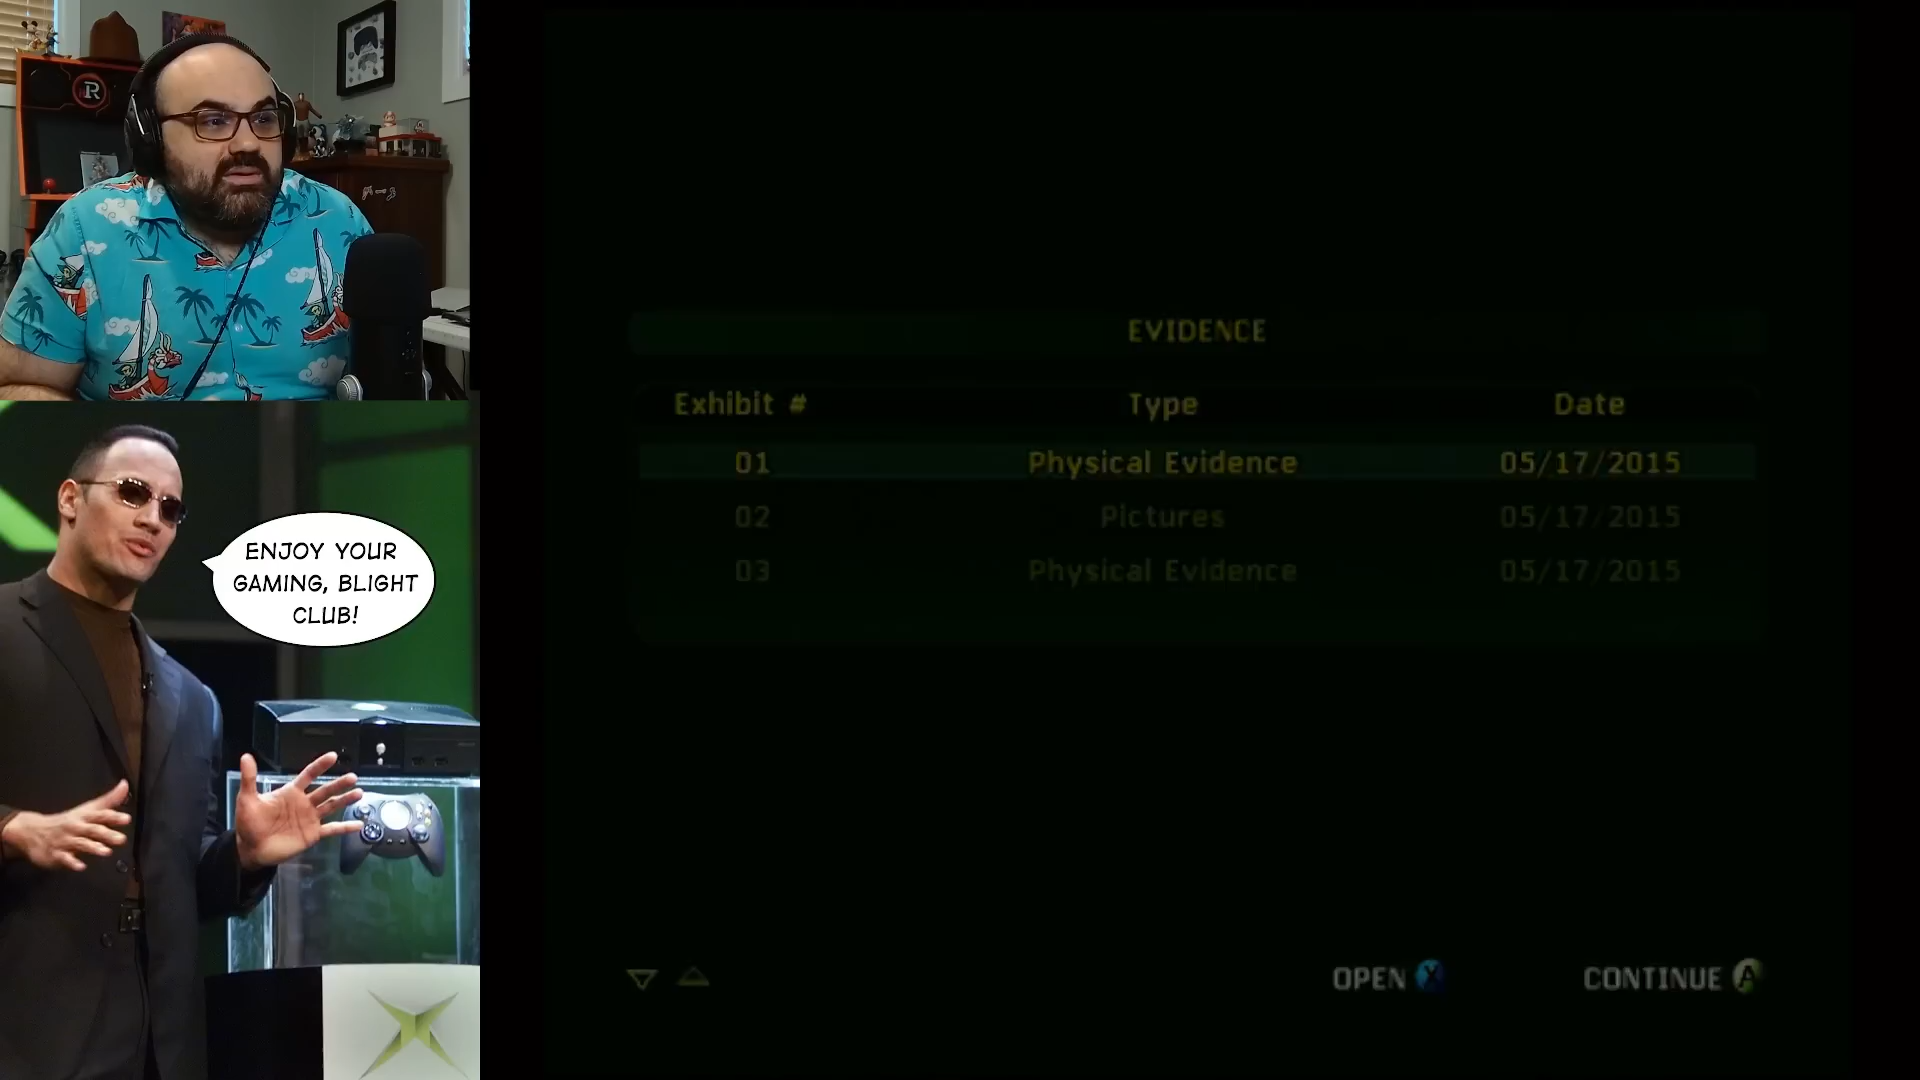 R
ENJOY YOUR
GAMING, BLIGHT
CLUB!
EVIDENCE
Exhibit # Type Date
01 Physical Evidence 05/17/2015
02 Pictures 05/17/2015
03 Physical Evidence 05/17/2015
OPEN X CONTINUE A